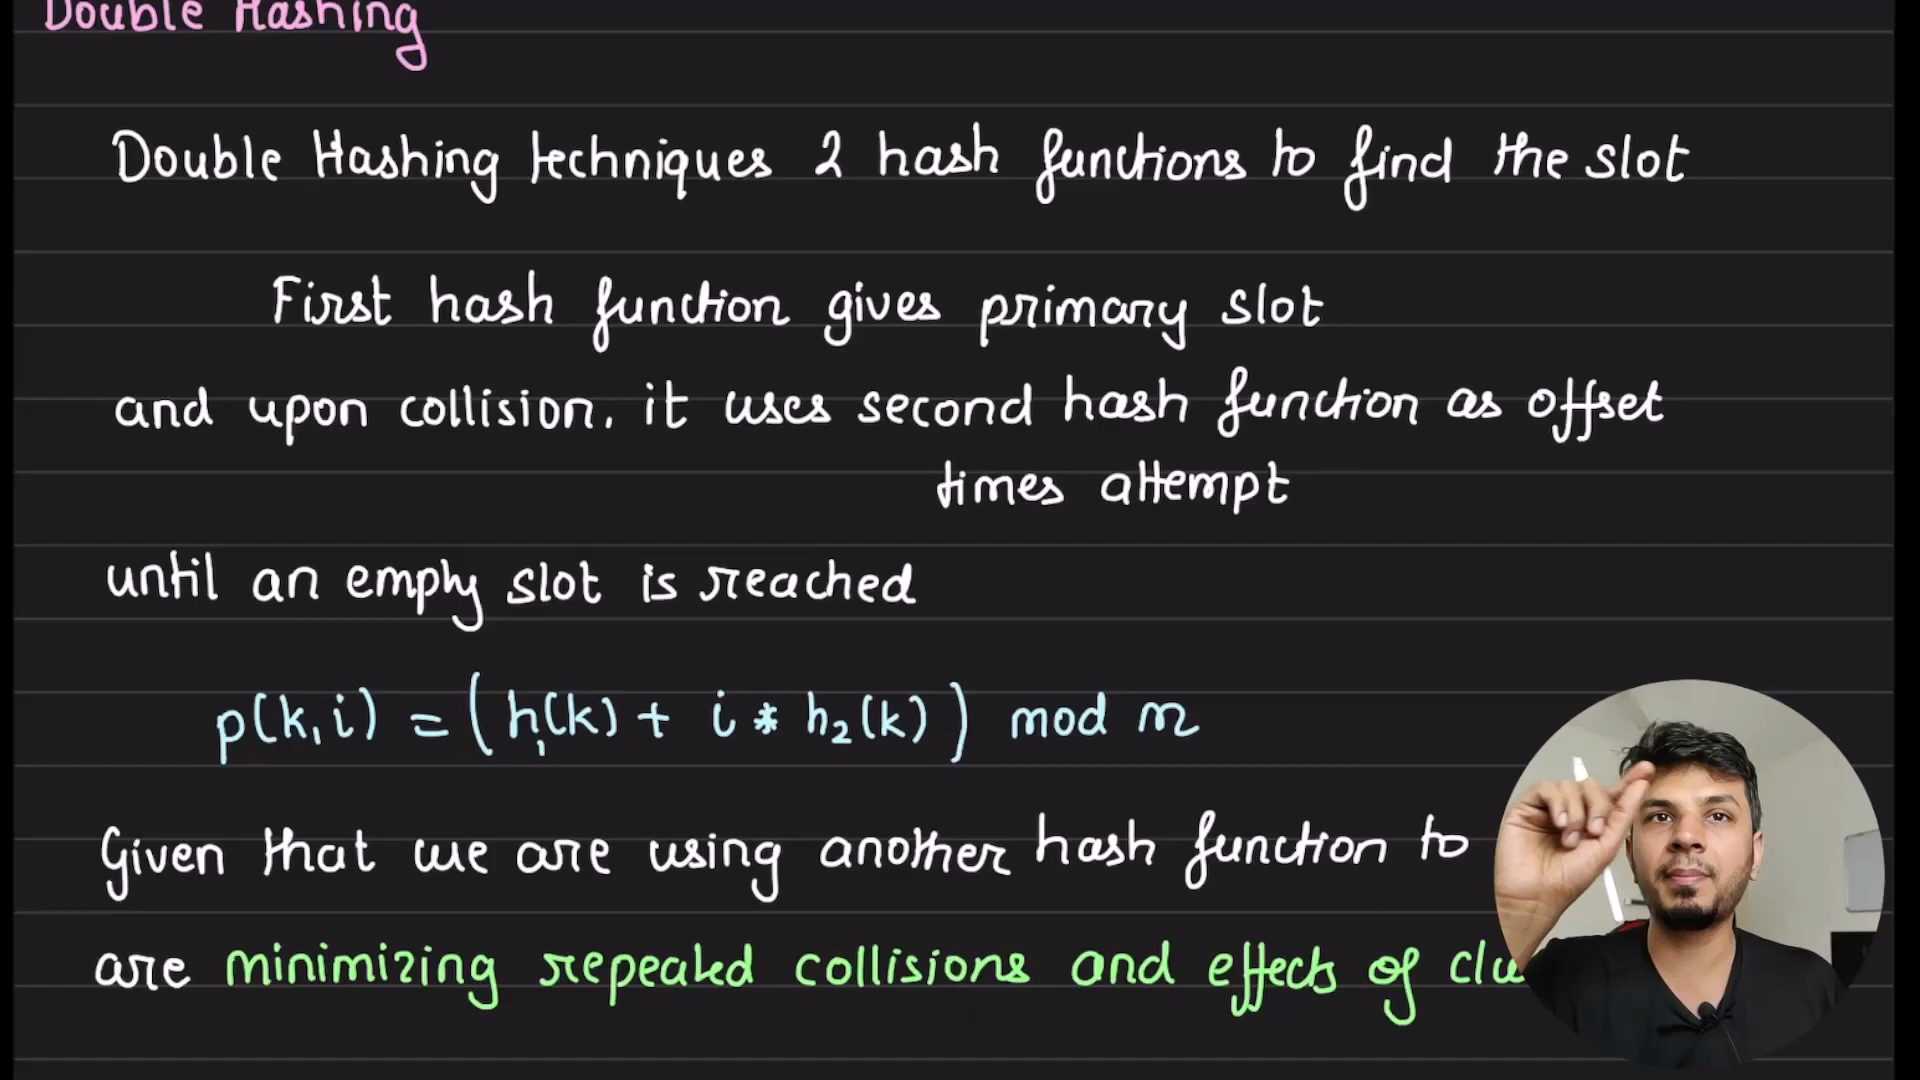 Double Hashing
Double Hashing techniques 2 hash functions to find the slot
First hash function gives primary slot
and upon collision, it uses second hash function as offset
times attempt
until an empty slot is reached
p(k,i) = (h₁(k) + i * h₂(k)) mod m
Given that we are using another hash function to
are minimizing repeated collisions and effects of